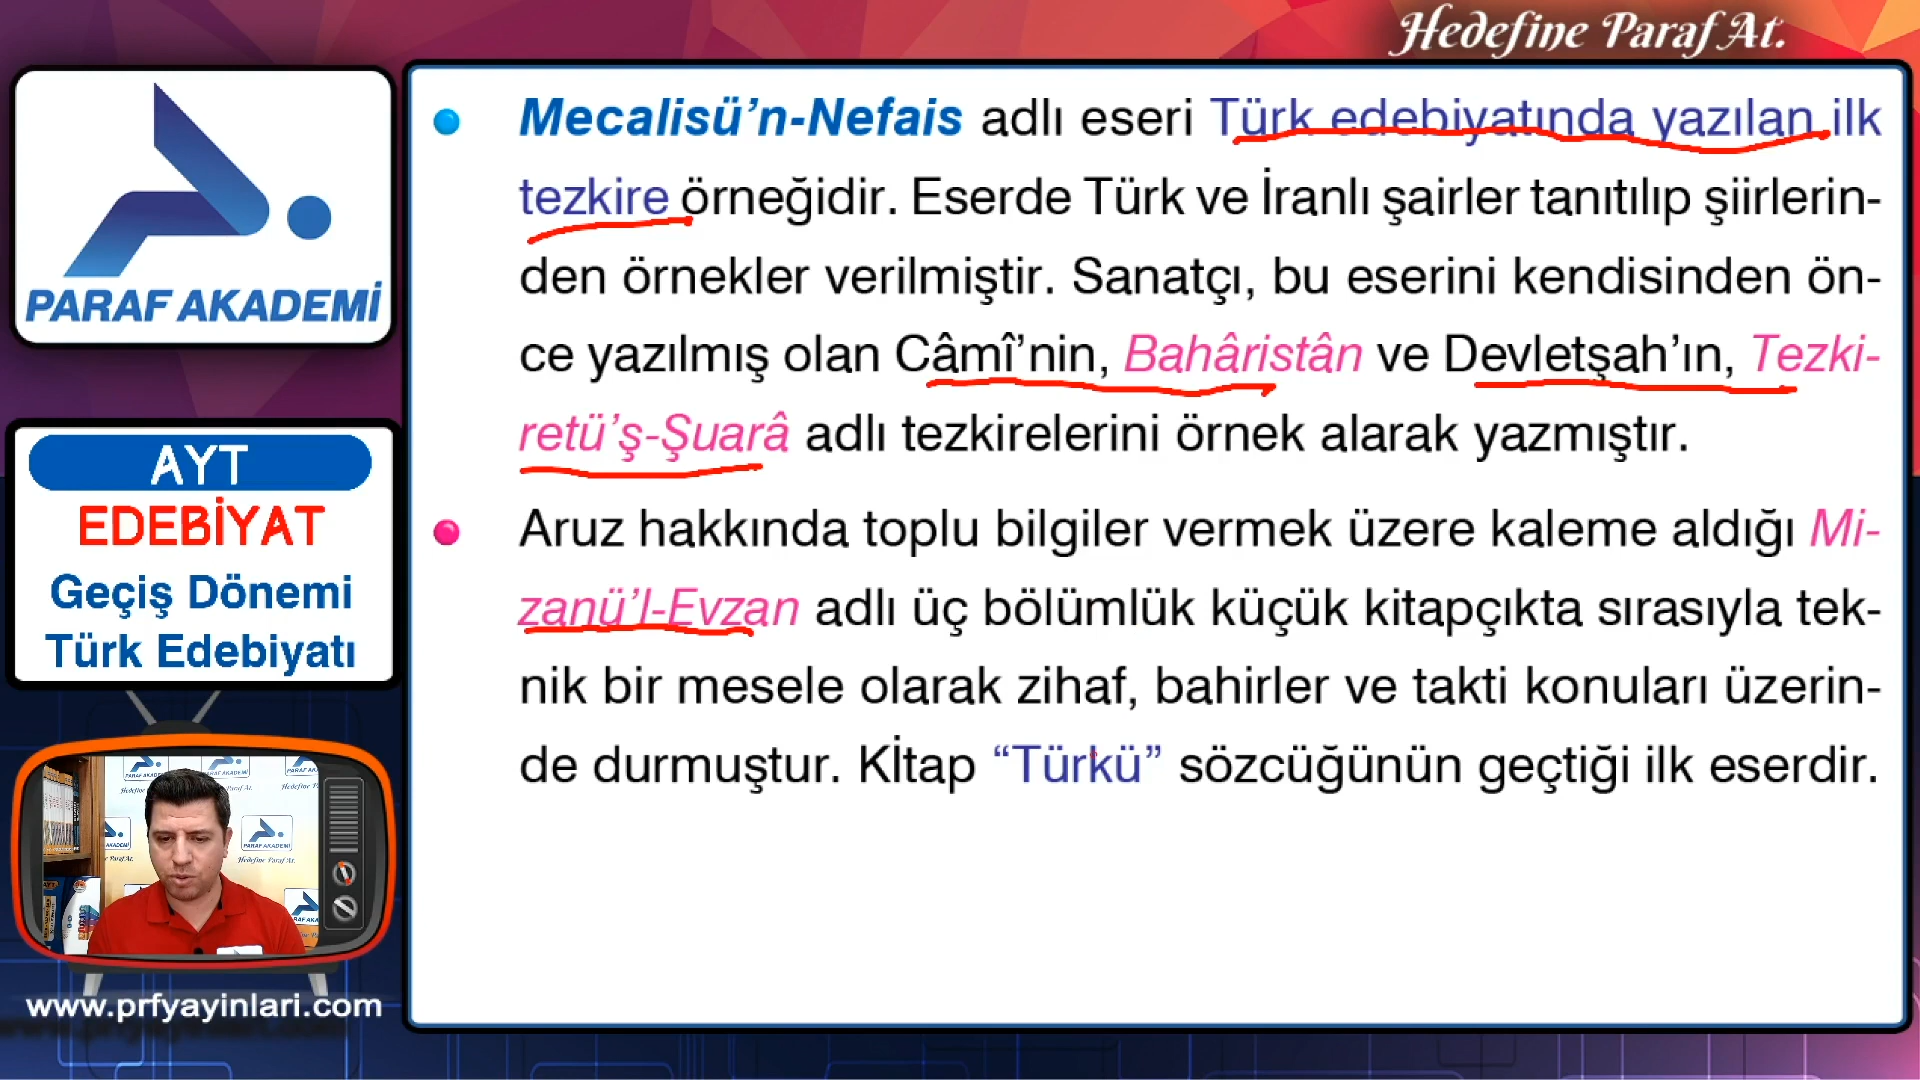 Hedefine Paraf At.
PARAF AKADEMİ
AYT
EDEBİYAT
Geçiş Dönemi
Türk Edebiyatı
www.prfyayinlari.com
Mecalisü’n-Nefais adlı eseri Türk edebiyatında yazılan ilk
tezkire örneğidir. Eserde Türk ve İranlı şairler tanıtılıp şiirlerin-
den örnekler verilmiştir. Sanatçı, bu eserini kendisinden ön-
ce yazılmış olan Câmî’nin, Bahâristân ve Devletşah’ın, Tezki-
retü’ş-Şuarâ adlı tezkirelerini örnek alarak yazmıştır.
Aruz hakkında toplu bilgiler vermek üzere kaleme aldığı Mi-
zanü’l-Evzan adlı üç bölümlük küçük kitapçıkta sırasıyla tek-
nik bir mesele olarak zihaf, bahirler ve takti konuları üzerin-
de durmuştur. Kİtap “Türkü” sözcüğünün geçtiği ilk eserdir.